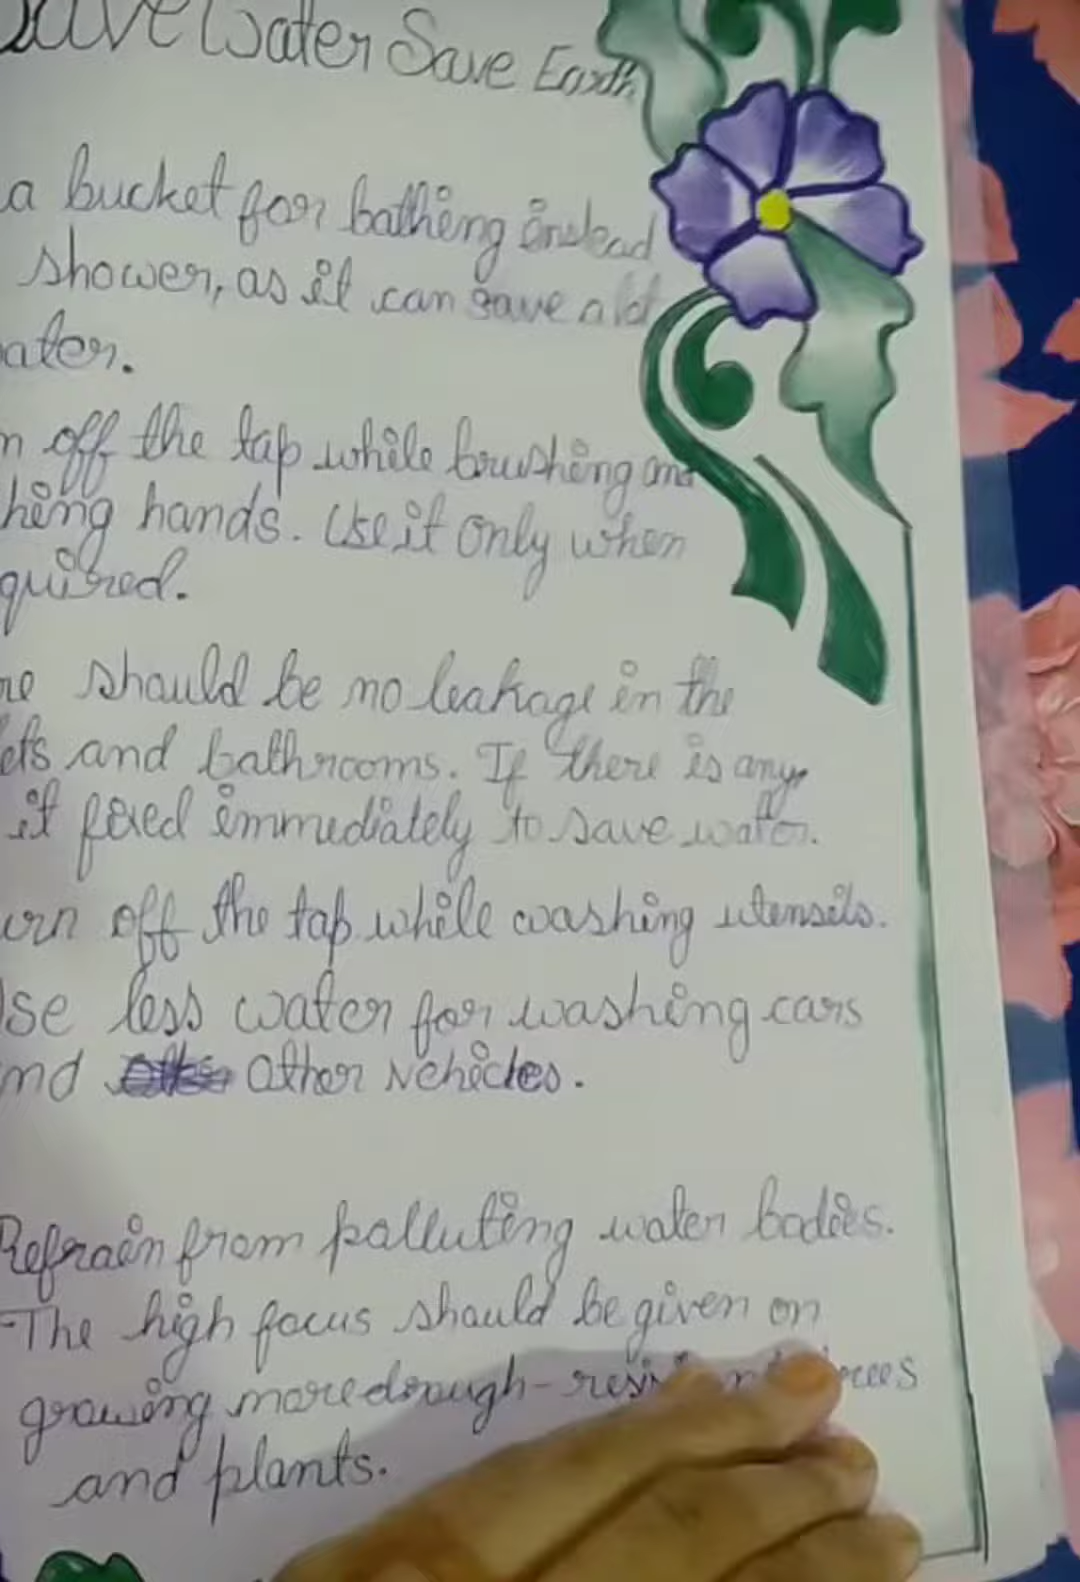 Save Water Save Earth
a bucket for bathing instead
shower, as it can save a lot
ater.
n off the tap while brushing and
hing hands. Use it only when
quired.
re should be no leakage in the
ets and bathrooms. If there is any,
it fixed immediately to save water.
urn off the tap while washing utensils.
Use less water for washing cars
nd other vehicles.
Refrain from polluting water bodies.
The high focus should be given on
growing more drough-
and plants.